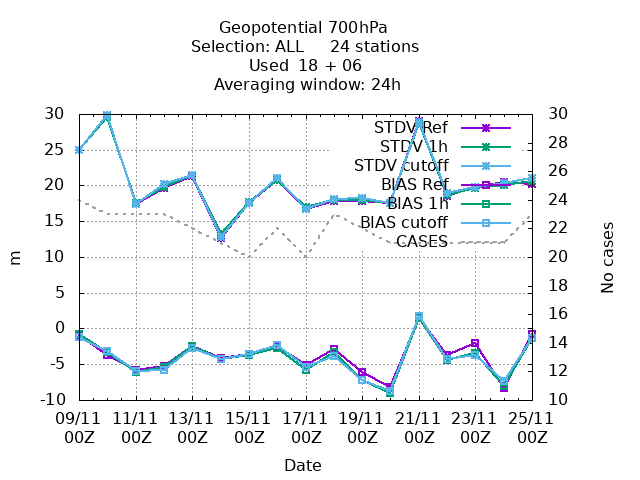 Geopotential 700hPa
Selection: ALL 24 stations
Used 18 + 06
Averaging window: 24h
30 30
STDV Ref
28
STDV 1h
25
26
STDV cutoff
20
BIAS Ref
24
BIAS 1h
15
22
BIAS cutoff
CASES
10 20
5
18
0
16
14
-5
12
-10 10
m
No cases
09/11 11/11 13/11 15/11 17/11 19/11 21/11 23/11 25/11
00Z 00Z 00Z 00Z 00Z 00Z 00Z 00Z 00Z
Date